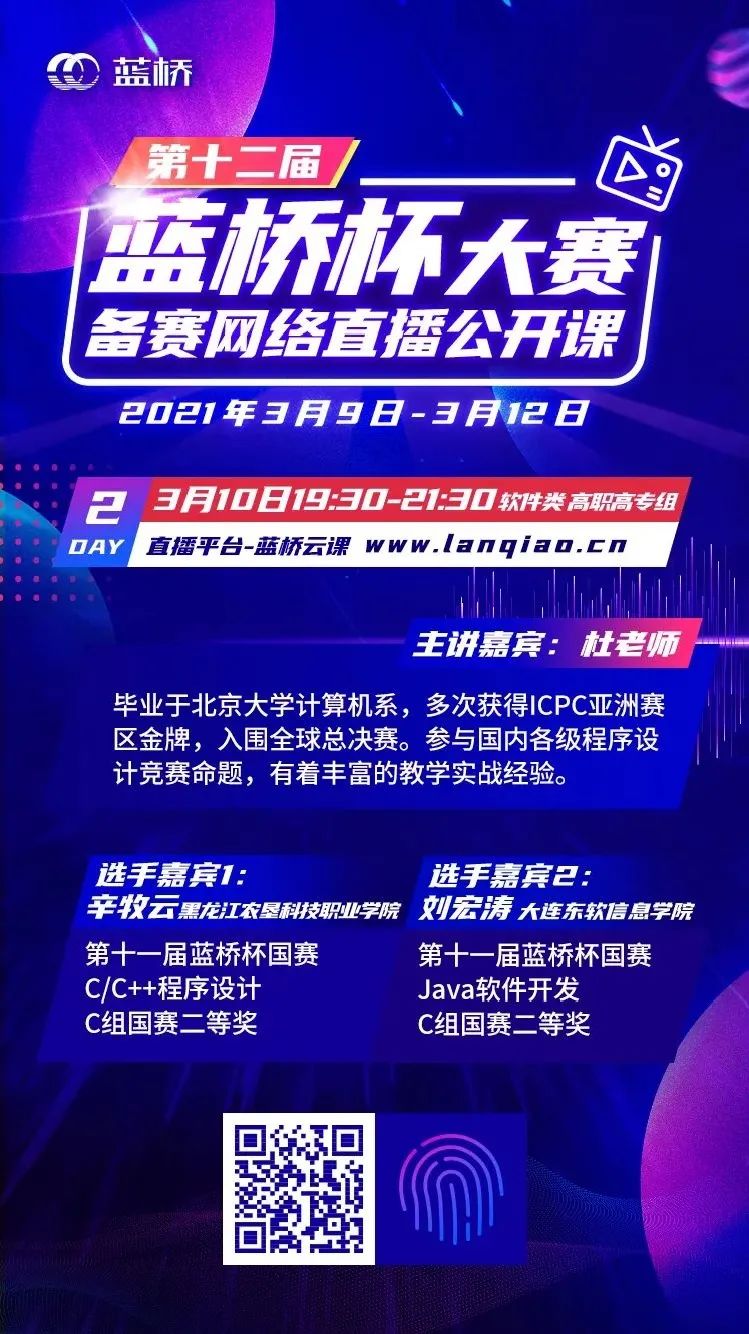 蓝桥
第十二届
蓝桥杯大赛
备赛网络直播公开课
2021年3月9日-3月12日
2
DAY
3月10日19:30-21:30 软件类 高职高专组
直播平台-蓝桥云课 www.lanqiao.cn
主讲嘉宾：杜老师
毕业于北京大学计算机系，多次获得ICPC亚洲赛
区金牌，入围全球总决赛。参与国内各级程序设
计竞赛命题，有着丰富的教学实战经验。
选手嘉宾1：
辛牧云 黑龙江农垦科技职业学院
第十一届蓝桥杯国赛
C/C++程序设计
C组国赛二等奖
选手嘉宾2：
刘宏涛 大连东软信息学院
第十一届蓝桥杯国赛
Java软件开发
C组国赛二等奖